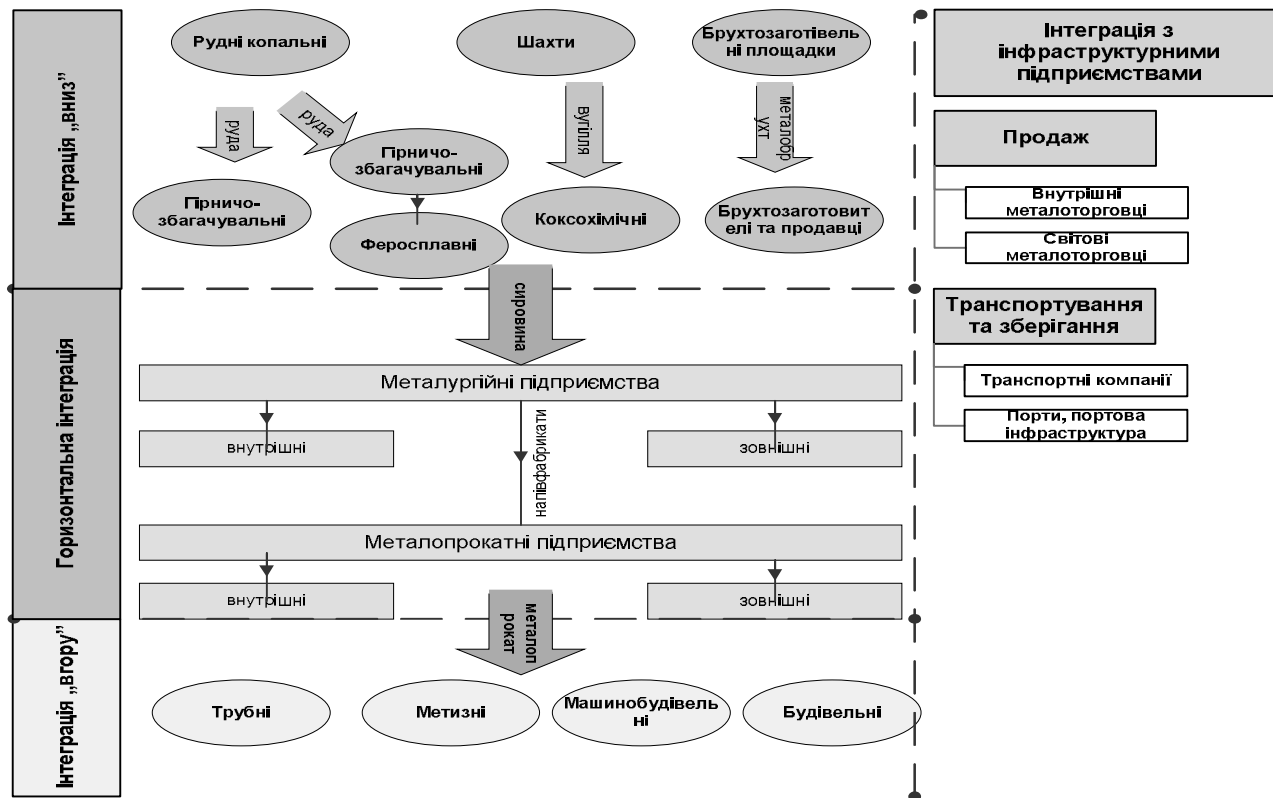 Інтеграція „вниз”
Рудні копальні
Шахти
Брухтозаготівель
ні площадки
руда
руда
вугілля
металобр
ухт
Гірничо-
збагачувальні
Гірничо-
збагачувальні
Феросплавні
Коксохімічні
Брухтозаготовит
елі та продавці
сировина
Горизонтальна інтеграція
Металургійні підприємства
внутрішні
зовнішні
напівфабрикати
Металопрокатні підприємства
внутрішні
зовнішні
металоп
рокат
Інтеграція „вгору”
Трубні
Метизні
Машинобудівель
ні
Будівельні
Інтеграція з
інфраструктурними
підприємствами
Продаж
Внутрішні
металоторговці
Світові
металоторговці
Транспортування
та зберігання
Транспортні компанії
Порти, портова
інфраструктура